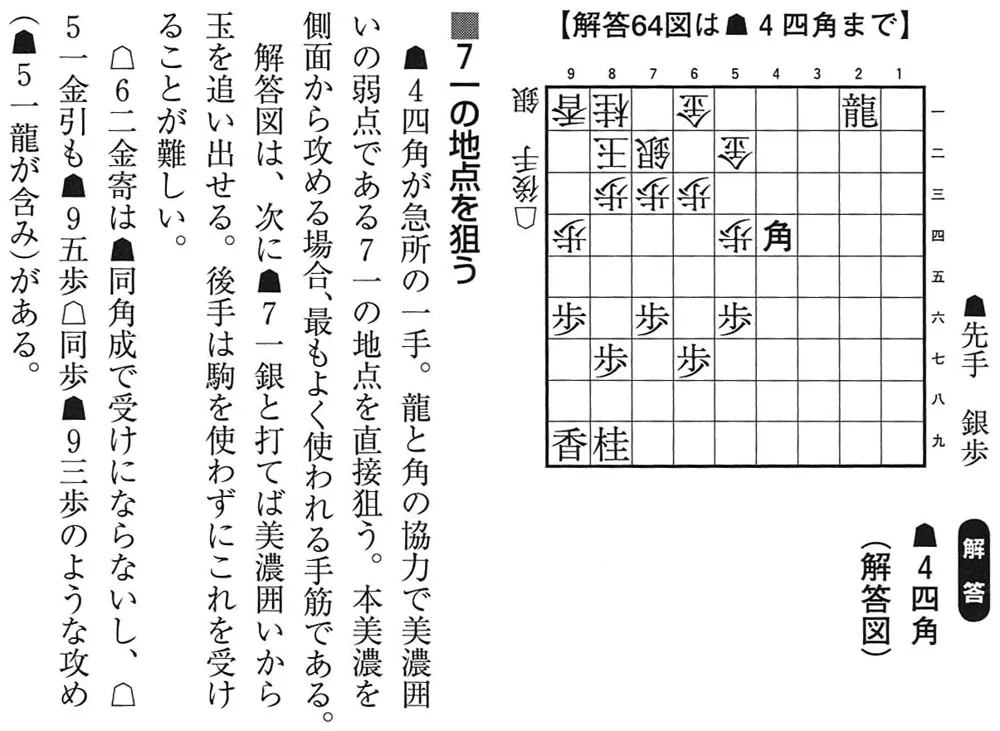 解答
☗4四角
(解答図)
【解答64図は☗4四角まで】
9 8 7 6 5 4 3 2 1
香 桂 金 龍 一
王 銀 金 二
歩 歩 歩 三
歩 歩 角 四
五
歩 歩 歩 六
歩 歩 七
八
香 桂 九
☗先手 銀歩
☖後手 銀
■7一の地点を狙う
☗4四角が急所の一手。龍と角の協力で美濃囲
いの弱点である7一の地点を直接狙う。本美濃を
側面から攻める場合、最もよく使われる手筋である。
解答図は、次に☗7一銀と打てば美濃囲いから
玉を追い出せる。後手は駒を使わずにこれを受け
ることが難しい。
☖6二金寄は☗同角成で受けにならないし、☖
5一金引も☗9五歩☖同歩☗9三歩のような攻め
(☗5一龍が含み)がある。